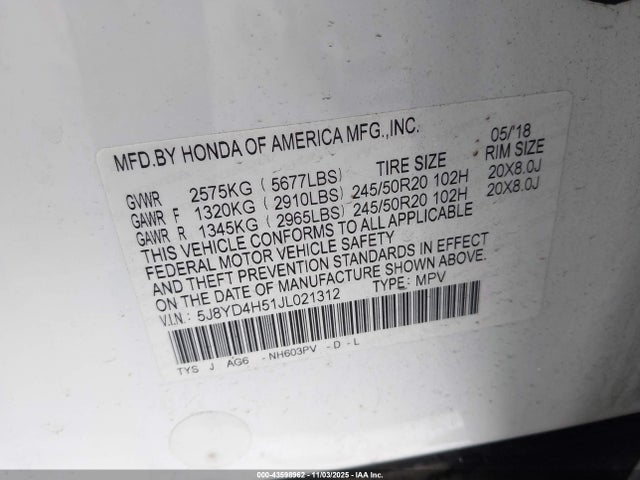 MFD.BY HONDA OF AMERICA MFG.,INC. 05/'18
TIRE SIZE RIM SIZE
GVWR 2575KG (5677LBS)
GAWR F 1320KG (2910LBS) 245/50R20 102H 20X8.0J
GAWR R 1345KG (2965LBS) 245/50R20 102H 20X8.0J
THIS VEHICLE CONFORMS TO ALL APPLICABLE
FEDERAL MOTOR VEHICLE SAFETY
AND THEFT PREVENTION STANDARDS IN EFFECT
ON THE DATE OF MANUFACTURE SHOWN ABOVE.
V.I.N.: 5J8YD4H51JL021312 TYPE: MPV
TYS J AG6 -NH603PV -D-L
000-43598962 - 11/03/2025 - IAA Inc.